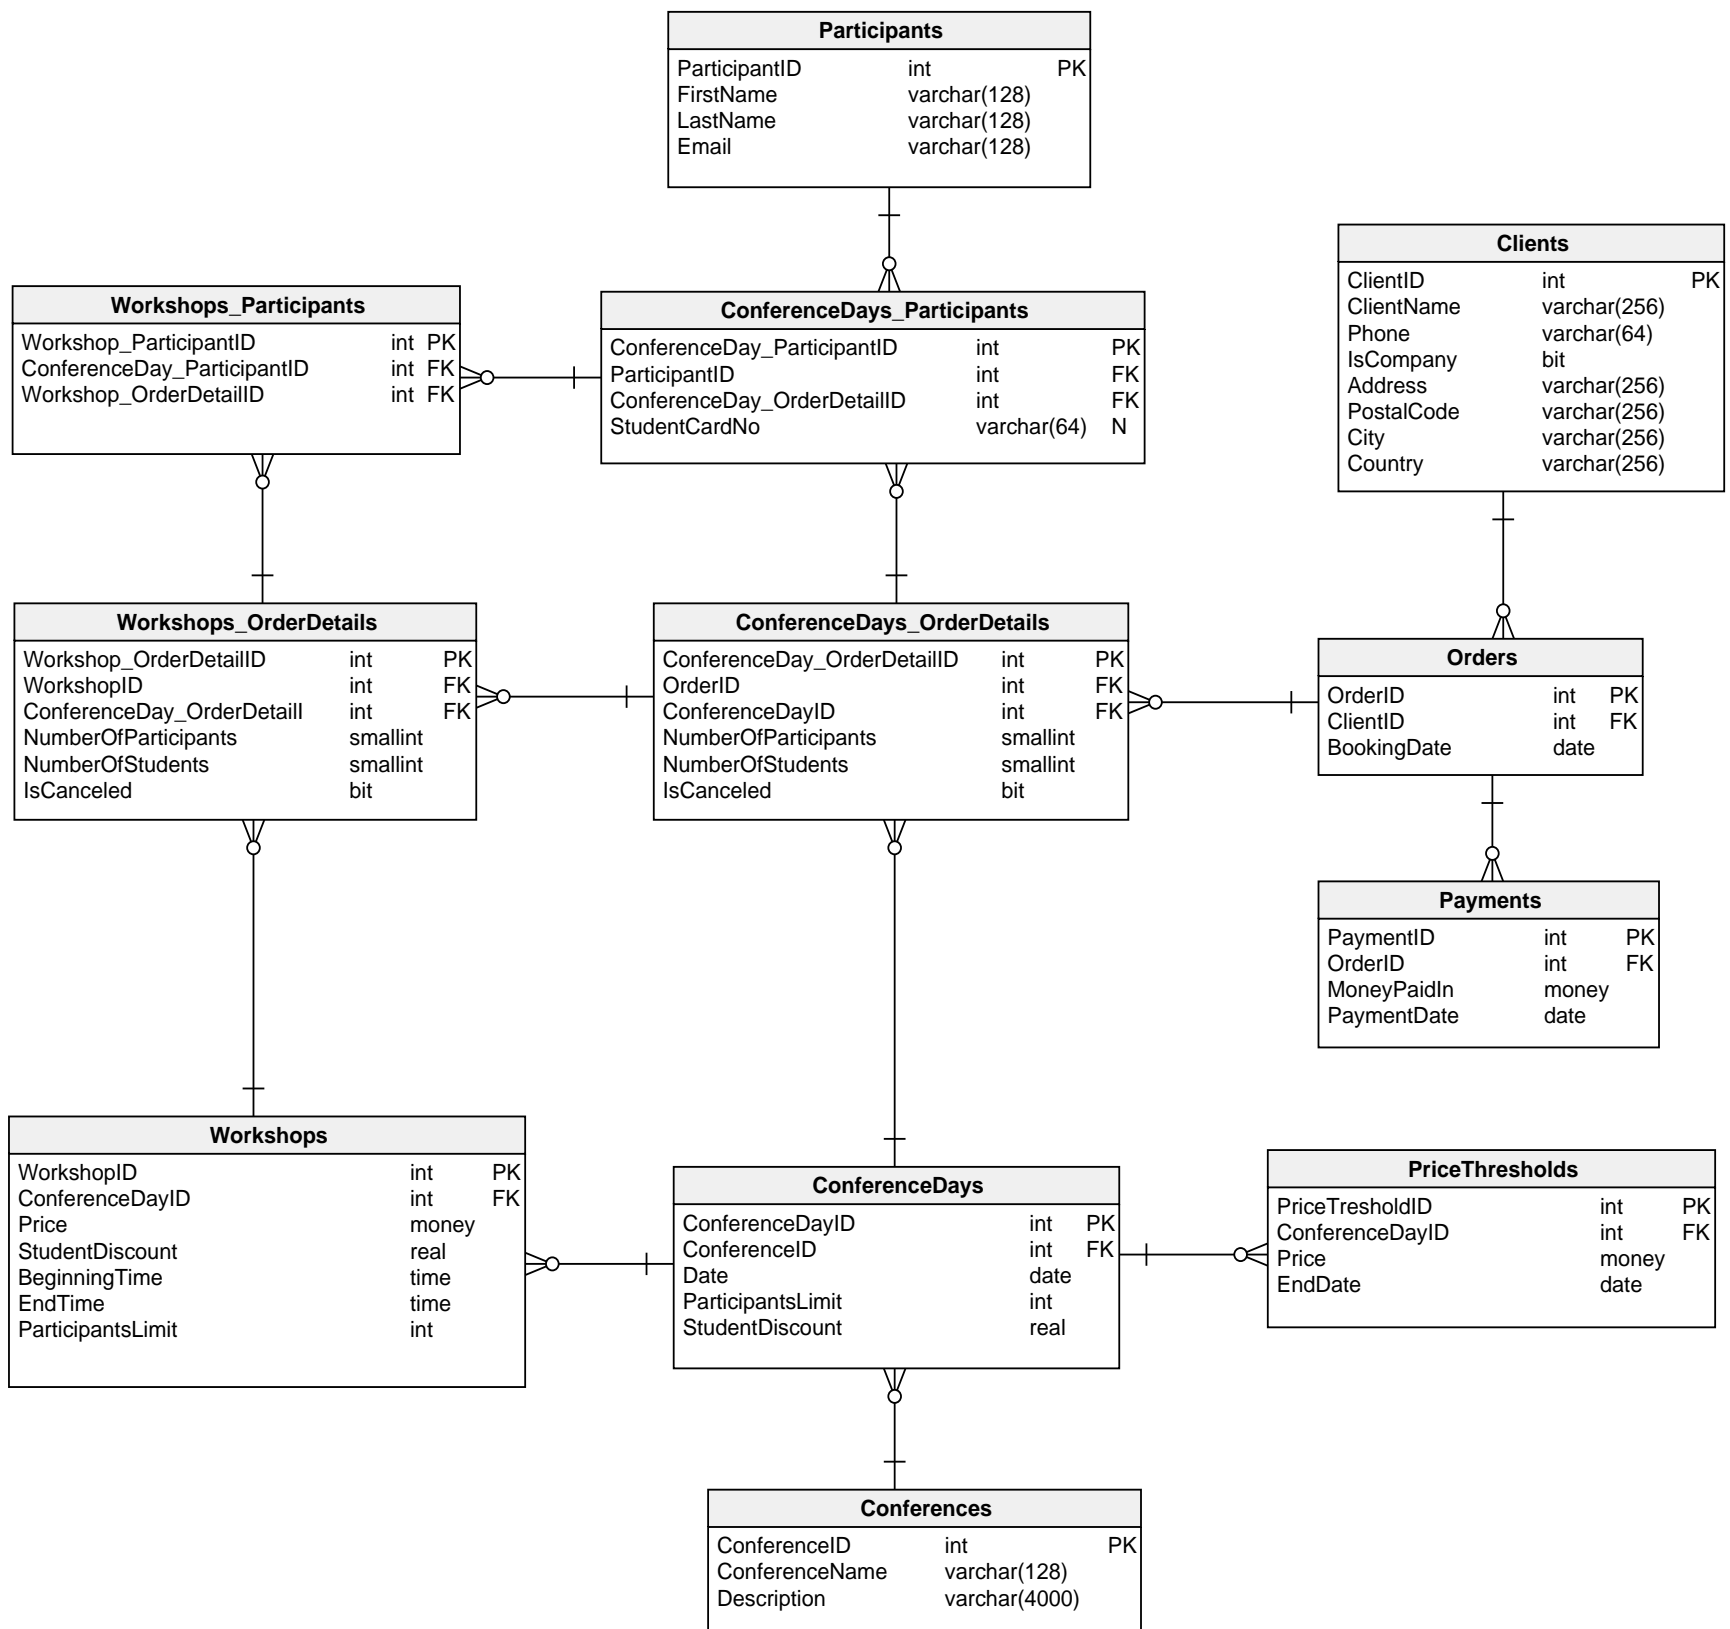 Participants
ParticipantID int PK
FirstName varchar(128)
LastName varchar(128)
Email varchar(128)
Clients
ClientID int PK
ClientName varchar(256)
Phone varchar(64)
IsCompany bit
Address varchar(256)
PostalCode varchar(256)
City varchar(256)
Country varchar(256)
Workshops_Participants
Workshop_ParticipantID int PK
ConferenceDay_ParticipantID int FK
Workshop_OrderDetailID int FK
ConferenceDays_Participants
ConferenceDay_ParticipantID int PK
ParticipantID int FK
ConferenceDay_OrderDetailID int FK
StudentCardNo varchar(64) N
Workshops_OrderDetails
Workshop_OrderDetailID int PK
WorkshopID int FK
ConferenceDay_OrderDetailI int FK
NumberOfParticipants smallint
NumberOfStudents smallint
IsCanceled bit
ConferenceDays_OrderDetails
ConferenceDay_OrderDetailID int PK
OrderID int FK
ConferenceDayID int FK
NumberOfParticipants smallint
NumberOfStudents smallint
IsCanceled bit
Orders
OrderID int PK
ClientID int FK
BookingDate date
Payments
PaymentID int PK
OrderID int FK
MoneyPaidIn money
PaymentDate date
Workshops
WorkshopID int PK
ConferenceDayID int FK
Price money
StudentDiscount real
BeginningTime time
EndTime time
ParticipantsLimit int
ConferenceDays
ConferenceDayID int PK
ConferenceID int FK
Date date
ParticipantsLimit int
StudentDiscount real
PriceThresholds
PriceTresholdID int PK
ConferenceDayID int FK
Price money
EndDate date
Conferences
ConferenceID int PK
ConferenceName varchar(128)
Description varchar(4000)